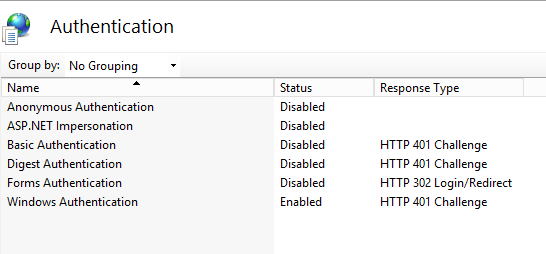 Authentication
Group by: No Grouping
Name Status Response Type
Anonymous Authentication Disabled
ASP.NET Impersonation Disabled
Basic Authentication Disabled HTTP 401 Challenge
Digest Authentication Disabled HTTP 401 Challenge
Forms Authentication Disabled HTTP 302 Login/Redirect
Windows Authentication Enabled HTTP 401 Challenge